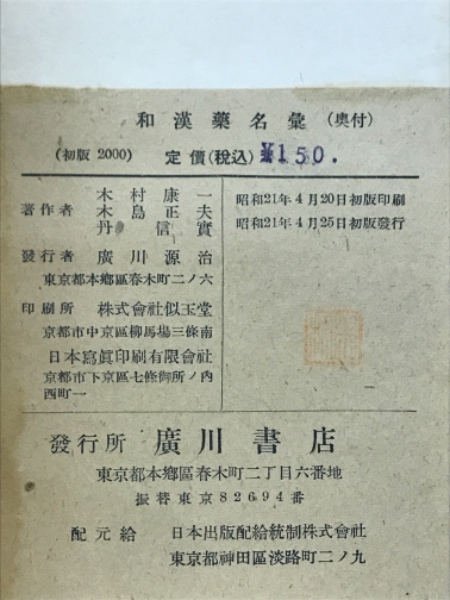 和漢藥名彙 (奥付)
(初版 2000) 定價(税込) ¥150.
著作者 木村康一
木島正夫
丹信實
發行者 廣川源治
東京都本鄕區春木町二ノ六
印刷所 株式會社似玉堂
京都市中京區柳馬場三條南
日本寫眞印刷有限會社
京都市下京區七條御所ノ内
西町一
昭和21年4月20日初版印刷
昭和21年4月25日初版發行
發行所 廣川書店
東京都本鄕區春木町二丁目六番地
振替東京82694番
配元給 日本出版配給統制株式會社
東京都神田區淡路町二ノ九